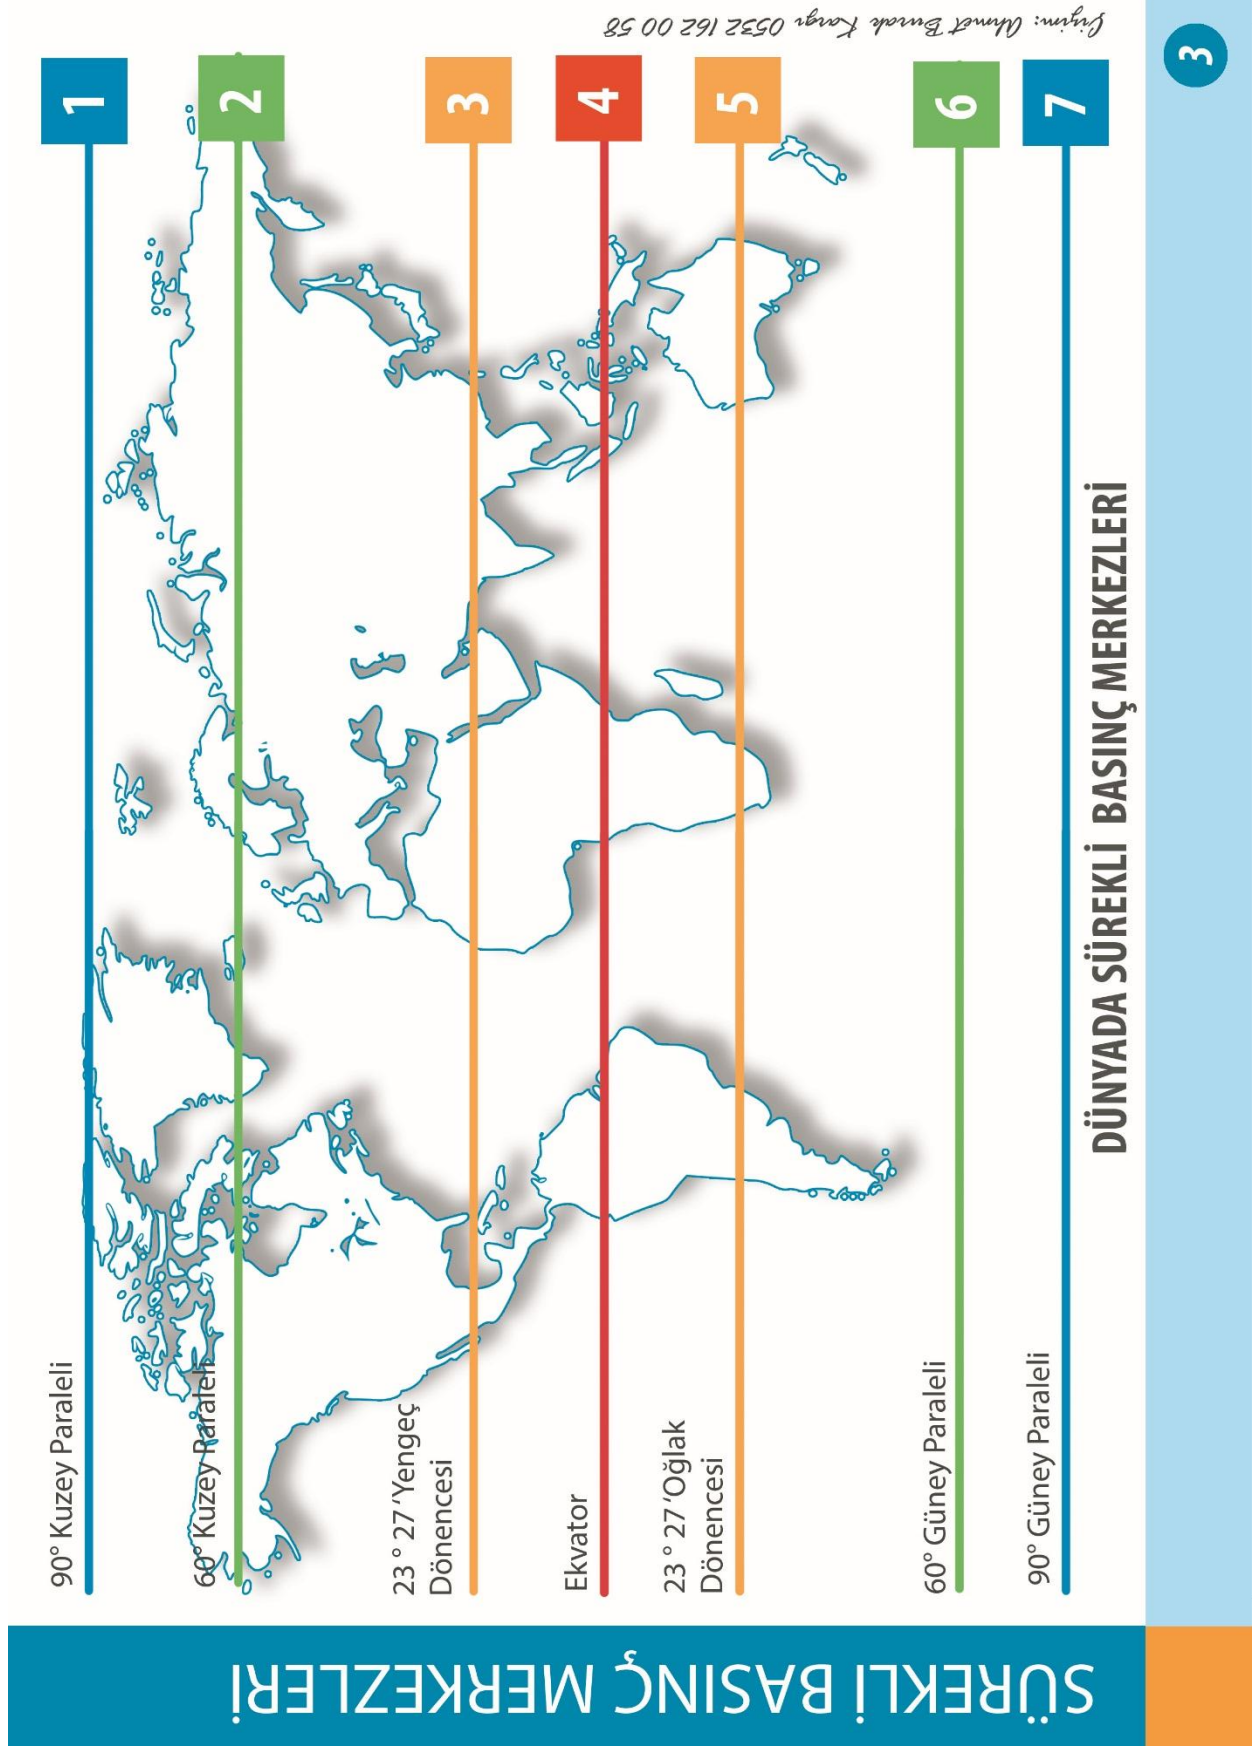 SÜREKLİ BASINÇ MERKEZLERİ
90° Kuzey Paraleli
1
60° Kuzey Paraleli
2
23 ° 27 'Yengeç
Dönencesi
3
Ekvator
4
23 ° 27 'Oğlak
Dönencesi
5
60° Güney Paraleli
6
90° Güney Paraleli
7
DÜNYADA SÜREKLİ BASINÇ MERKEZLERİ
Çizim: Ahmet Burak Kargı 0532 162 00 58
3